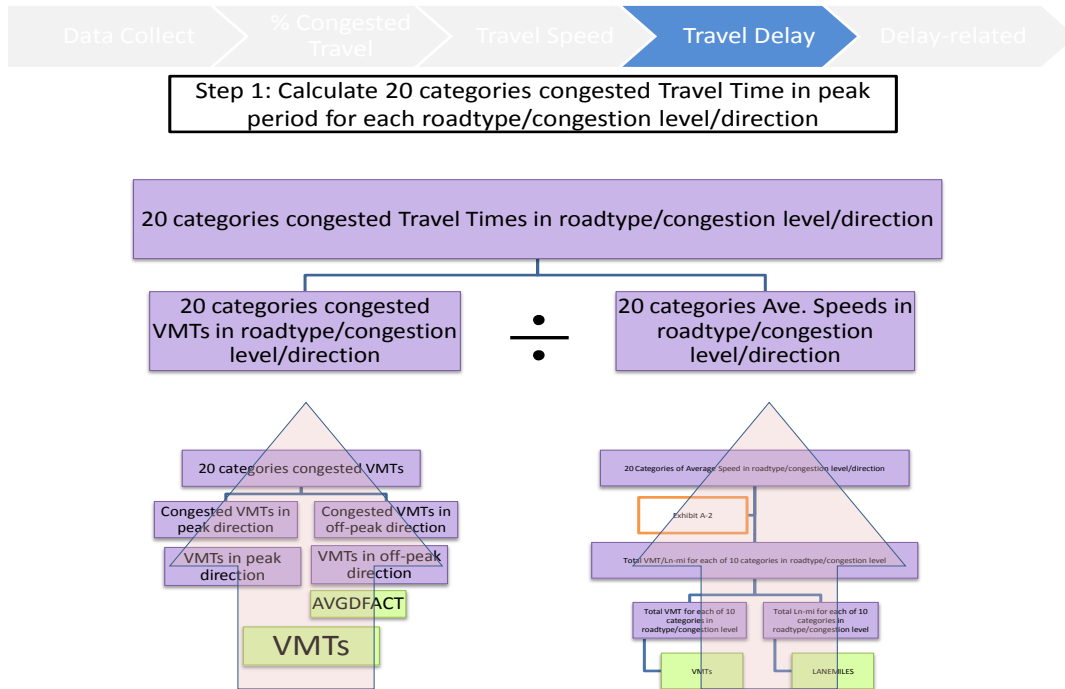 Data Collect
% Congested
Travel
Travel Speed
Travel Delay
Delay-related
Step 1: Calculate 20 categories congested Travel Time in peak
period for each roadtype/congestion level/direction
20 categories congested Travel Times in roadtype/congestion level/direction
20 categories congested
VMTs in roadtype/congestion
level/direction
÷
20 categories Ave. Speeds in
roadtype/congestion
level/direction
20 categories congested VMTs
Congested VMTs in
peak direction
Congested VMTs in
off-peak direction
VMTs in peak
direction
VMTs in off-peak
direction
AVGDFACT
VMTs
20 Categories of Average Speed in roadtype/congestion level/direction
Exhibit A-2
Total VMT/Ln-mi for each of 10 categories in roadtype/congestion level
Total VMT for each of 10
categories in
roadtype/congestion level
Total Ln-mi for each of 10
categories in
roadtype/congestion level
VMTs
LANEMILES